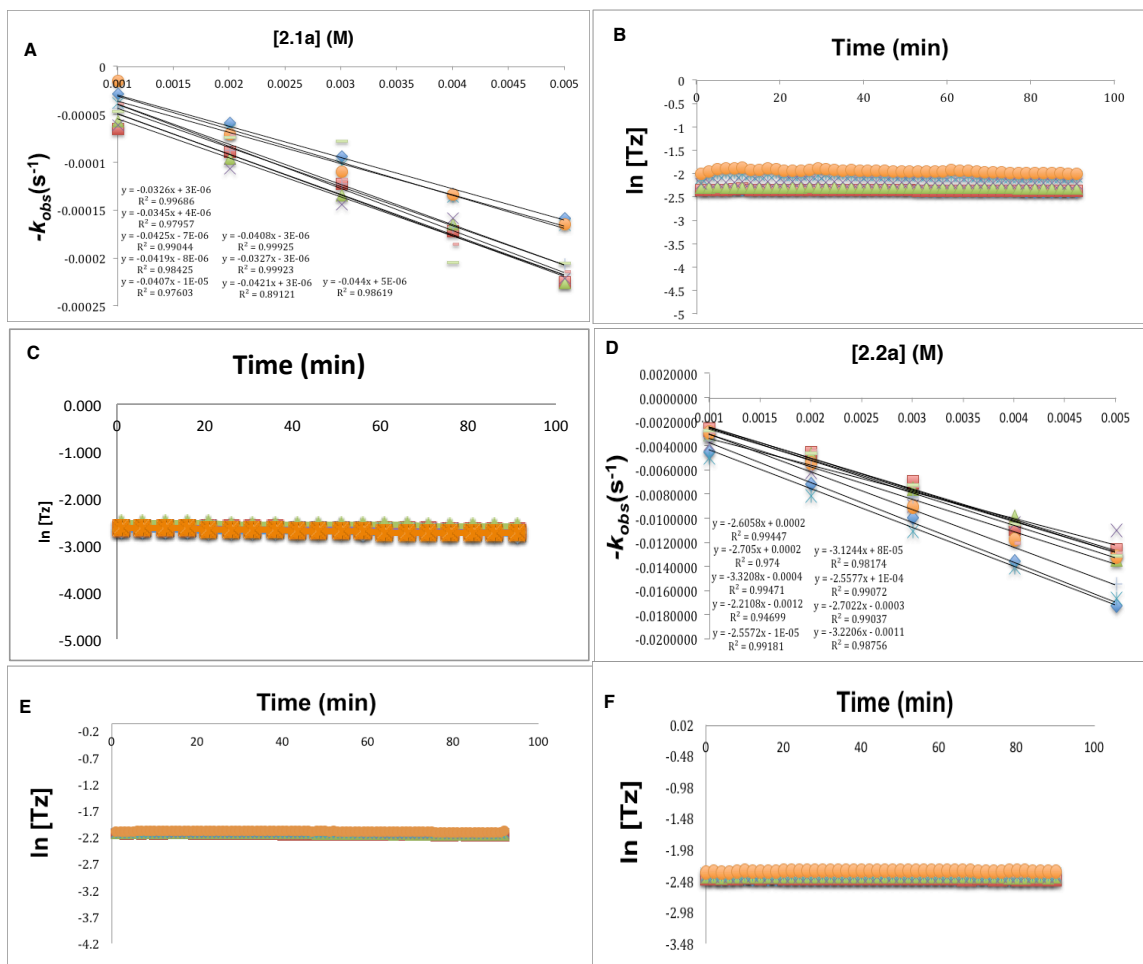 A
[2.1a] (M)
0
0.001 0.0015 0.002 0.0025 0.003 0.0035 0.004 0.0045 0.005
-0.00005
-0.0001
-0.00015
-0.0002
-0.00025
-kobs(s-1)
y = -0.0326x + 3E-06
R² = 0.99686
y = -0.0345x + 4E-06
R² = 0.97957
y = -0.0425x - 7E-06
R² = 0.99044
y = -0.0419x - 8E-06
R² = 0.98425
y = -0.0407x - 1E-05
R² = 0.97603
y = -0.0408x - 3E-06
R² = 0.99925
y = -0.0327x - 3E-06
R² = 0.99923
y = -0.0421x + 3E-06
R² = 0.89121
y = -0.044x + 5E-06
R² = 0.98619
B
Time (min)
0
-0.5
-1
-1.5
-2
-2.5
-3
-3.5
-4
-4.5
-5
0 20 40 60 80 100
ln [Tz]
C
Time (min)
0.000
-1.000
-2.000
-3.000
-4.000
-5.000
0 20 40 60 80 100
ln [Tz]
D
[2.2a] (M)
0.0020000
0.0000000
-0.0020000
-0.0040000
-0.0060000
-0.0080000
-0.0100000
-0.0120000
-0.0140000
-0.0160000
-0.0200000
0.001 0.0015 0.002 0.0025 0.003 0.0035 0.004 0.0045 0.005
-kobs(s-1)
y = -2.6058x + 0.0002
R² = 0.99447
y = -2.705x + 0.0002
R² = 0.974
y = -3.3208x - 0.0004
R² = 0.99471
y = -2.2108x - 0.0012
R² = 0.94699
y = -2.5572x - 1E-05
R² = 0.99181
y = -3.1244x + 8E-05
R² = 0.98174
y = -2.5577x + 1E-04
R² = 0.99072
y = -2.7022x - 0.0003
R² = 0.99037
y = -3.2206x - 0.0011
R² = 0.98756
E
Time (min)
-0.2
-0.7
-1.2
-1.7
-2.2
-2.7
-3.2
-3.7
-4.2
0 20 40 60 80 100
ln [Tz]
F
Time (min)
0.02
-0.48
-0.98
-1.48
-1.98
-2.48
-2.98
-3.48
0 20 40 60 80 100
ln [Tz]